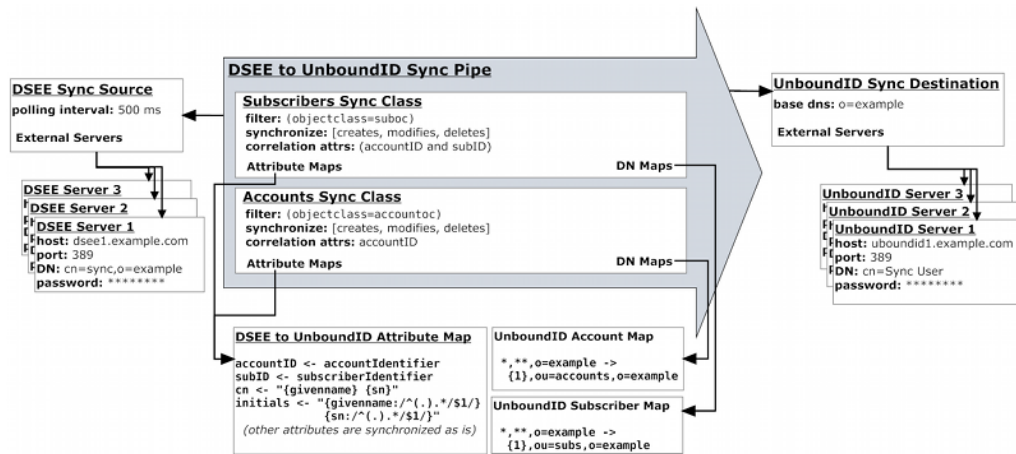 DSEE to UnboundID Sync Pipe
DSEE Sync Source
polling interval: 500 ms
External Servers
Subscribers Sync Class
filter: (objectclass=suboc)
synchronize: [creates, modifies, deletes]
correlation attrs: (accountID and subID)
Attribute Maps
DN Maps
Accounts Sync Class
filter: (objectclass=accountoc)
synchronize: [creates, modifies, deletes]
correlation attrs: accountID
Attribute Maps
DN Maps
UnboundID Sync Destination
base dns: o=example
External Servers
DSEE Server 3
DSEE Server 2
DSEE Server 1
host: dsee1.example.com
port: 389
DN: cn=sync,o=example
password: ********
UnboundID Server 3
UnboundID Server 2
UnboundID Server 1
host: uboundid1.example.com
port: 389
DN: cn=Sync User
password: ********
DSEE to UnboundID Attribute Map
accountID <- accountIdentifier
subID <- subscriberIdentifier
cn <- "{givenname} {sn}"
initials <- "{givenname:/^(.).*/$1/}
{sn:/^(.).*/$1/}"
(other attributes are synchronized as is)
UnboundID Account Map
*,**,o=example ->
{1},ou=accounts,o=example
UnboundID Subscriber Map
*,**,o=example ->
{1},ou=subs,o=example